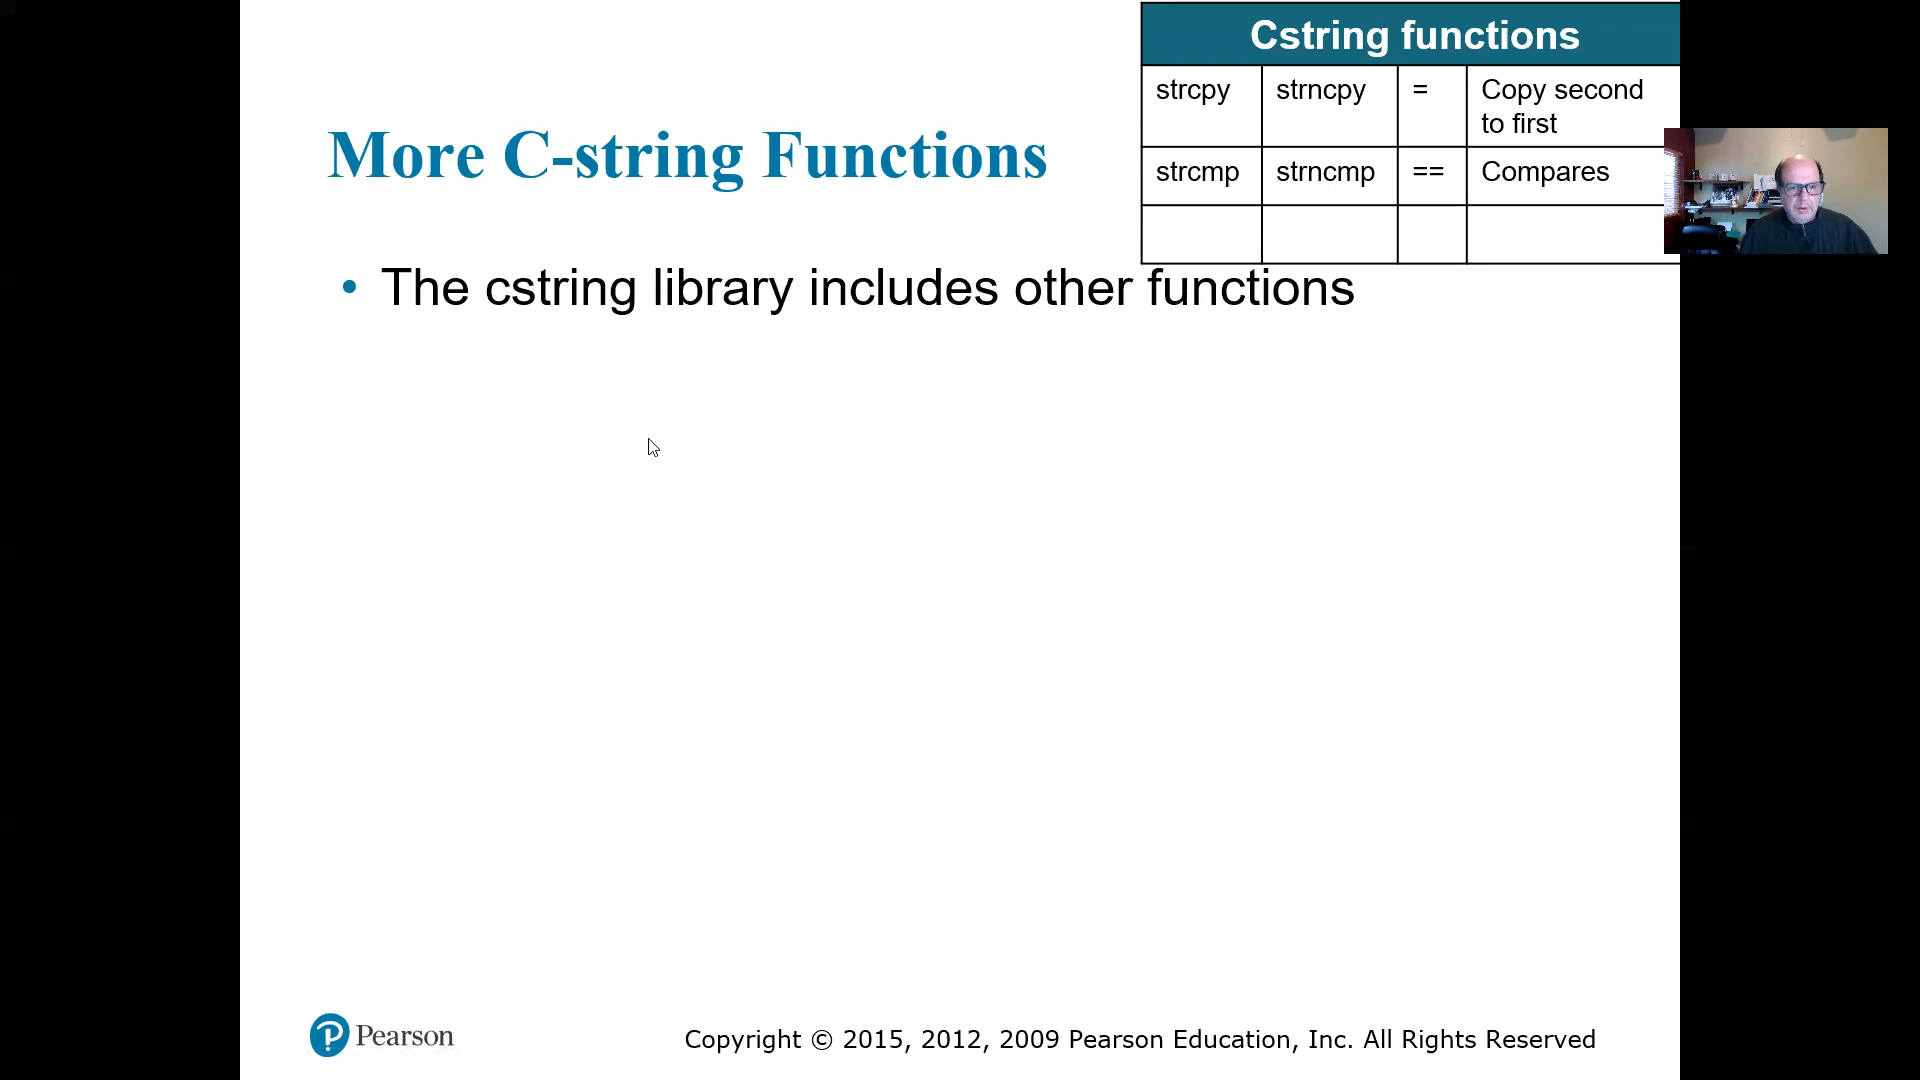 Cstring functions
strcpy strncpy = Copy second
to first
strcmp strncmp == Compares
More C-string Functions
• The cstring library includes other functions
Pearson
Copyright © 2015, 2012, 2009 Pearson Education, Inc. All Rights Reserved